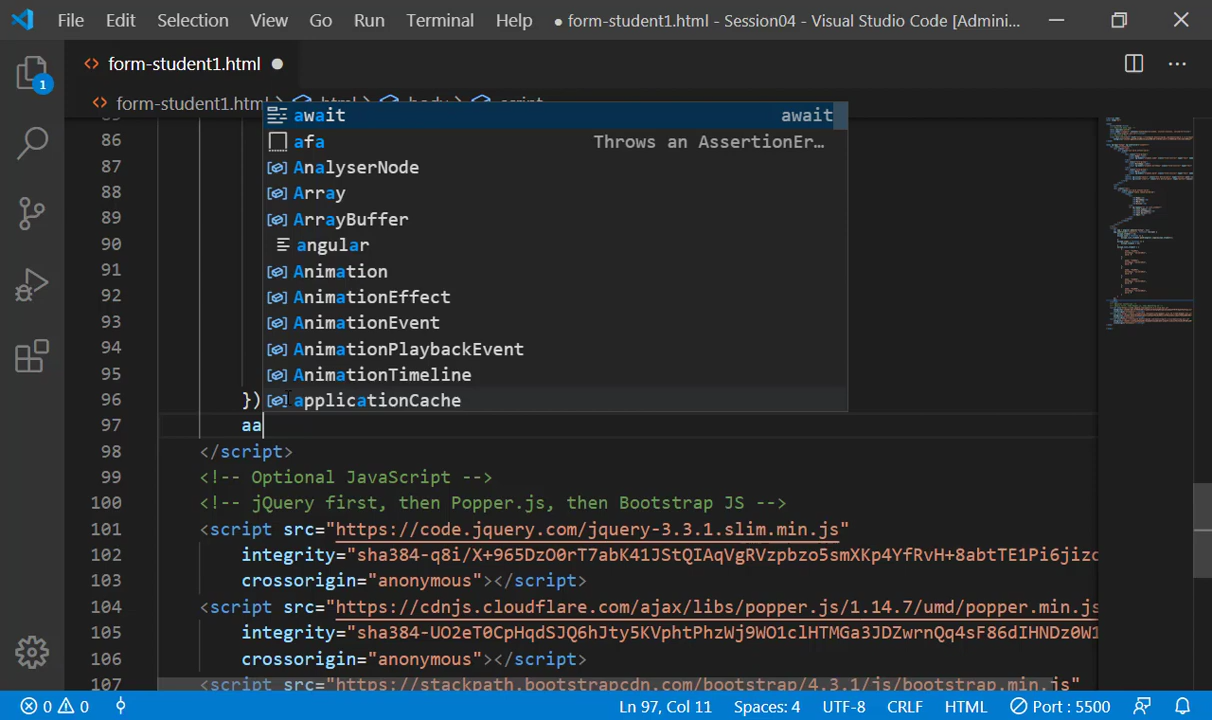 File Edit Selection View Go Run Terminal Help ● form-student1.html - Session04 - Visual Studio Code [Admini...
form-student1.html ●
1
form-student1.html > html > body > script
86
87
88
89
90
91
92
93
94
95
96 })
97 aa
98 </script>
99 <!-- Optional JavaScript -->
100 <!-- jQuery first, then Popper.js, then Bootstrap JS -->
101 <script src="https://code.jquery.com/jquery-3.3.1.slim.min.js"
102 integrity="sha384-q8i/X+965DzO0rT7abK41JStQIAqVgRVzpbzo5smXKp4YfRvH+8abtTE1Pi6jizo
103 crossorigin="anonymous"></script>
104 <script src="https://cdnjs.cloudflare.com/ajax/libs/popper.js/1.14.7/umd/popper.min.js
105 integrity="sha384-UO2eT0CpHqdSJQ6hJty5KVphtPhzWj9WO1clHTMGa3JDZwrnQq4sF86dIHNDz0W1
106 crossorigin="anonymous"></script>
107 <script src="https://stackpath.bootstrapcdn.com/bootstrap/4.3.1/js/bootstrap.min.js"
await await
afa Throws an AssertionEr…
AnalyserNode
Array
ArrayBuffer
angular
Animation
AnimationEffect
AnimationEvent
AnimationPlaybackEvent
AnimationTimeline
applicationCache
0 0 Ln 97, Col 11 Spaces: 4 UTF-8 CRLF HTML Port : 5500